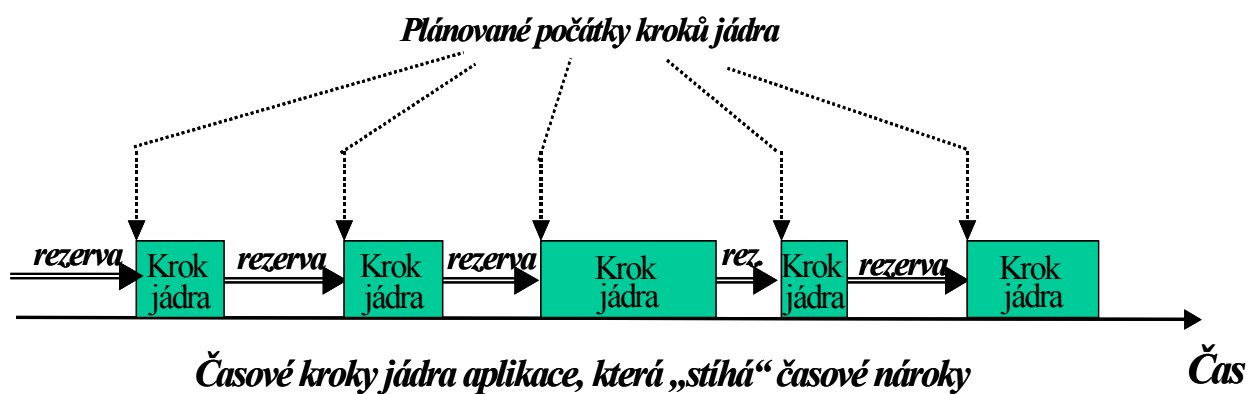 Plánované počátky kroků jádra
rezerva
Krok
jádra
rezerva
Krok
jádra
rezerva
Krok
jádra
rez.
Krok
jádra
rezerva
Krok
jádra
Časové kroky jádra aplikace, která „stíhá“ časové nároky
Čas